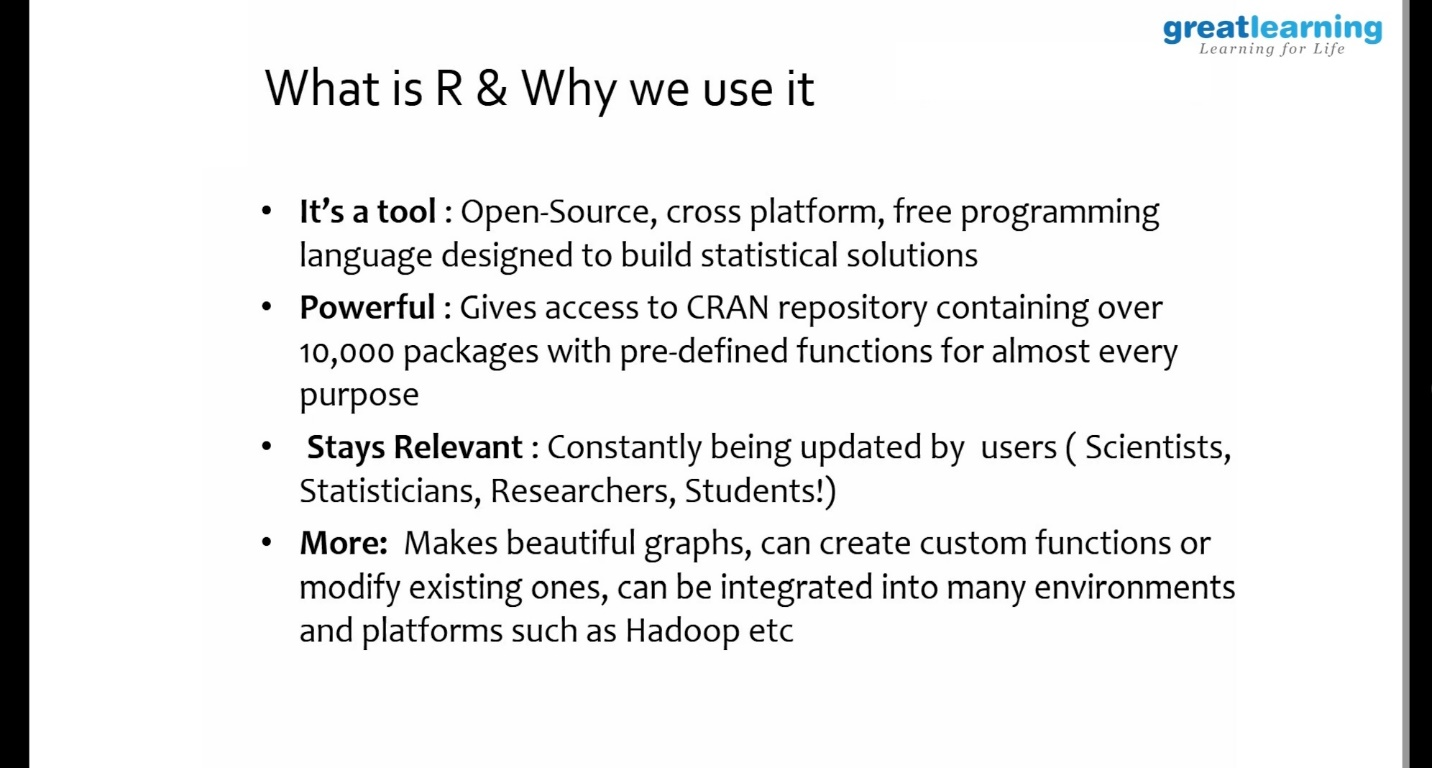 greatlearning
Learning for Life
What is R & Why we use it
• It's a tool : Open-Source, cross platform, free programming
language designed to build statistical solutions
• Powerful : Gives access to CRAN repository containing over
10,000 packages with pre-defined functions for almost every
purpose
• Stays Relevant : Constantly being updated by  users ( Scientists,
Statisticians, Researchers, Students!)
• More:  Makes beautiful graphs, can create custom functions or
modify existing ones, can be integrated into many environments
and platforms such as Hadoop etc